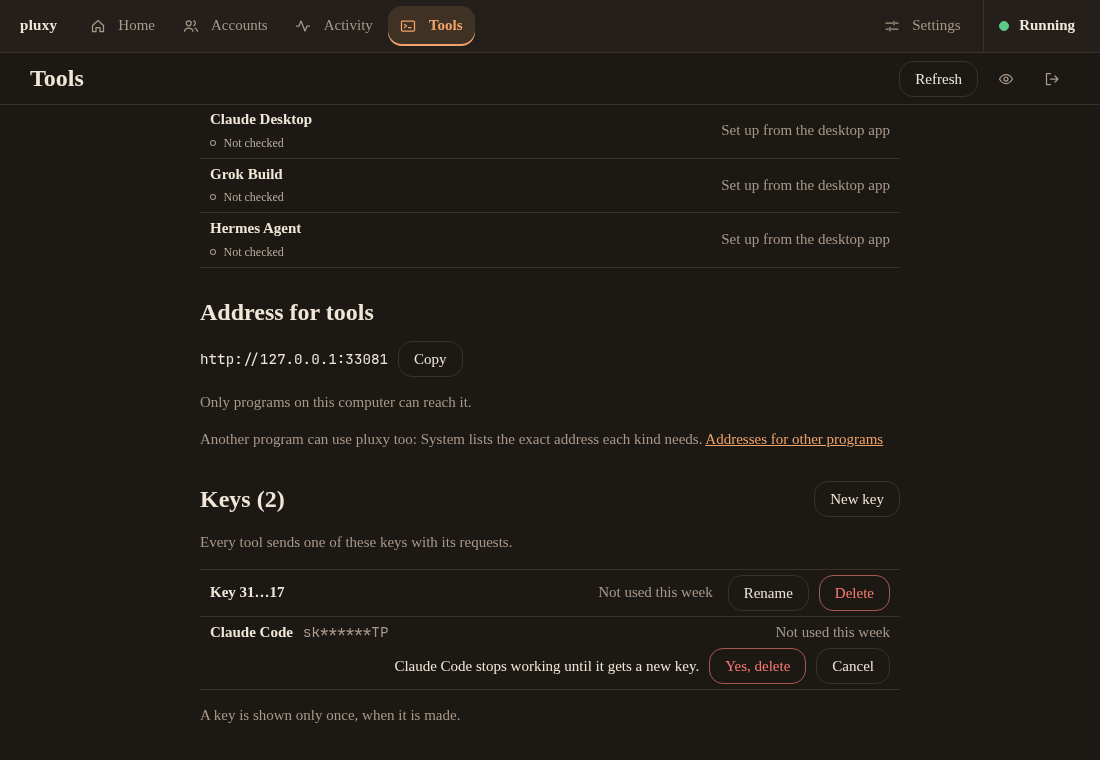 pluxy Home Accounts Activity Tools Settings Running
Tools Refresh
Claude Desktop
Not checked
Set up from the desktop app
Grok Build
Not checked
Set up from the desktop app
Hermes Agent
Not checked
Set up from the desktop app
Address for tools
http://127.0.0.1:33081 Copy
Only programs on this computer can reach it.
Another program can use pluxy too: System lists the exact address each kind needs. Addresses for other programs
Keys (2) New key
Every tool sends one of these keys with its requests.
Key 31…17 Not used this week Rename Delete
Claude Code sk******TP Not used this week
Claude Code stops working until it gets a new key. Yes, delete Cancel
A key is shown only once, when it is made.